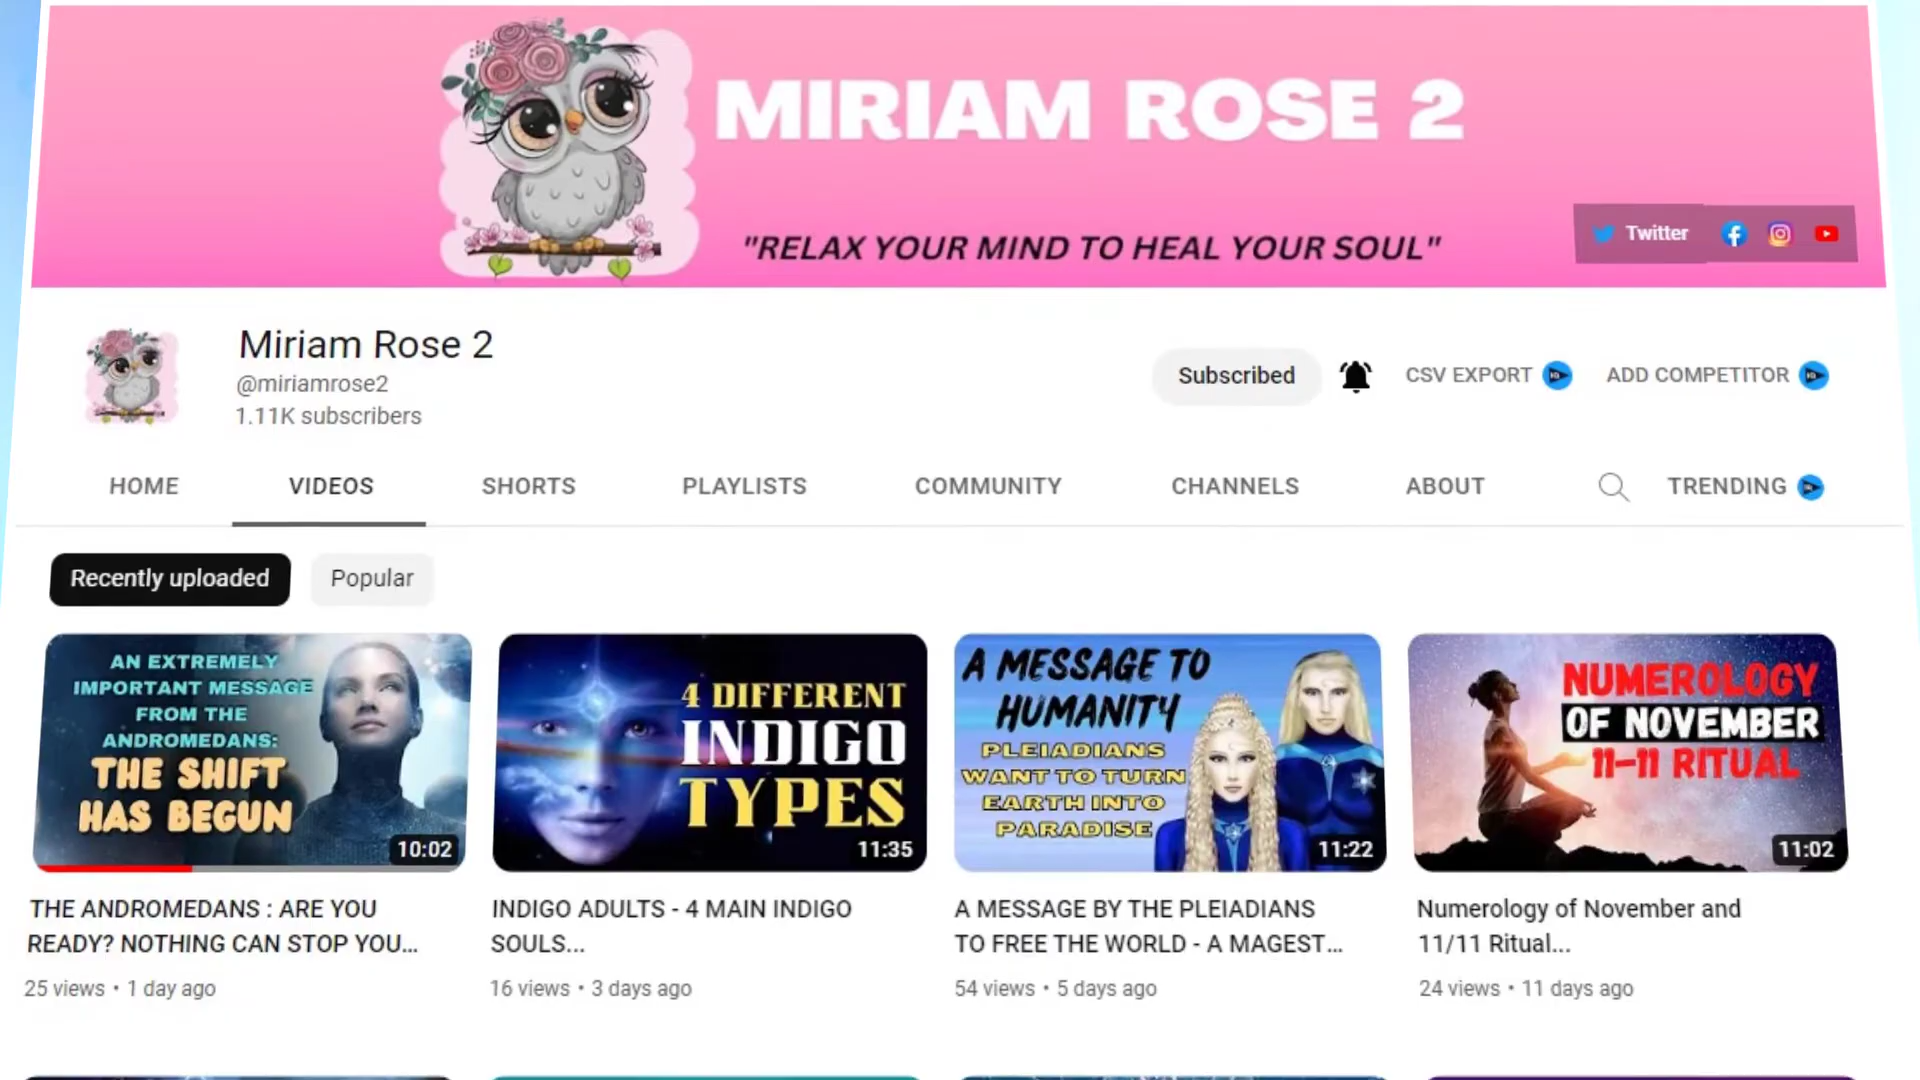 MIRIAM ROSE 2
"RELAX YOUR MIND TO HEAL YOUR SOUL"
Twitter
Miriam Rose 2
@miriamrose2
1.11K subscribers
Subscribed
CSV EXPORT
ADD COMPETITOR
HOME
VIDEOS
SHORTS
PLAYLISTS
COMMUNITY
CHANNELS
ABOUT
TRENDING
Recently uploaded
Popular
AN EXTREMELY
IMPORTANT MESSAGE
FROM THE
ANDROMEDANS:
THE SHIFT
HAS BEGUN
10:02
4 DIFFERENT
INDIGO
TYPES
11:35
A MESSAGE TO
HUMANITY
PLEIADIANS
WANT TO TURN
EARTH INTO
PARADISE
11:22
NUMEROLOGY
OF NOVEMBER
11-11 RITUAL
11:02
THE ANDROMEDANS : ARE YOU
READY? NOTHING CAN STOP YOU...
25 views • 1 day ago
INDIGO ADULTS - 4 MAIN INDIGO
SOULS...
16 views • 3 days ago
A MESSAGE BY THE PLEIADIANS
TO FREE THE WORLD - A MAGEST...
54 views • 5 days ago
Numerology of November and
11/11 Ritual...
24 views • 11 days ago